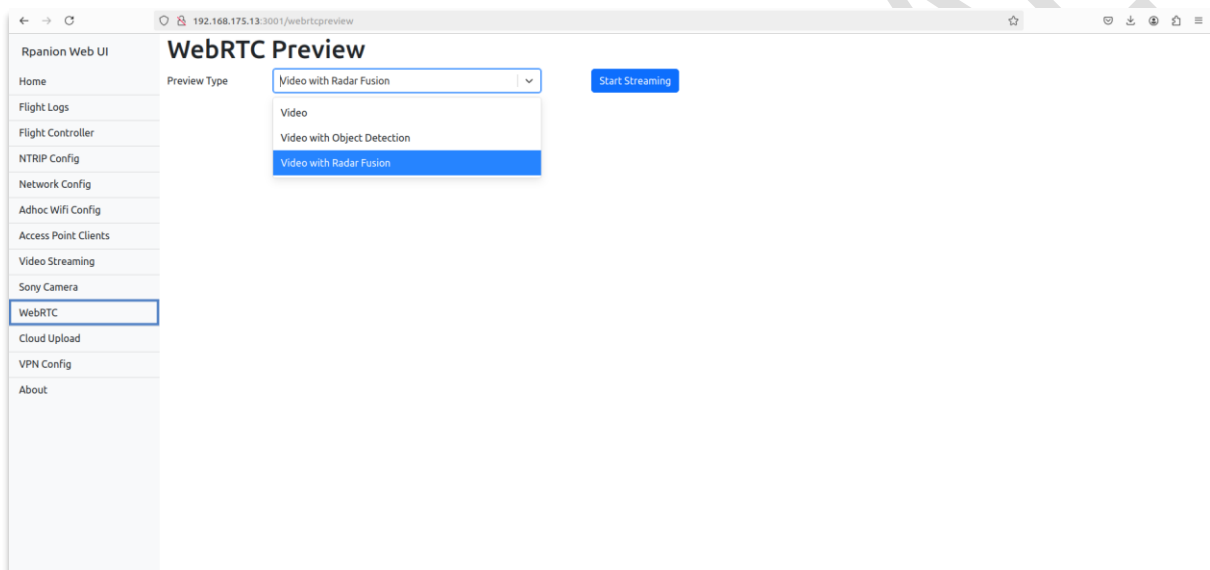 192.168.175.13:3001/webrtcpreview
Rpanion Web UI
Home
Flight Logs
Flight Controller
NTRIP Config
Network Config
Adhoc Wifi Config
Access Point Clients
Video Streaming
Sony Camera
WebRTC
Cloud Upload
VPN Config
About
WebRTC Preview
Preview Type
Video with Radar Fusion
Start Streaming
Video
Video with Object Detection
Video with Radar Fusion